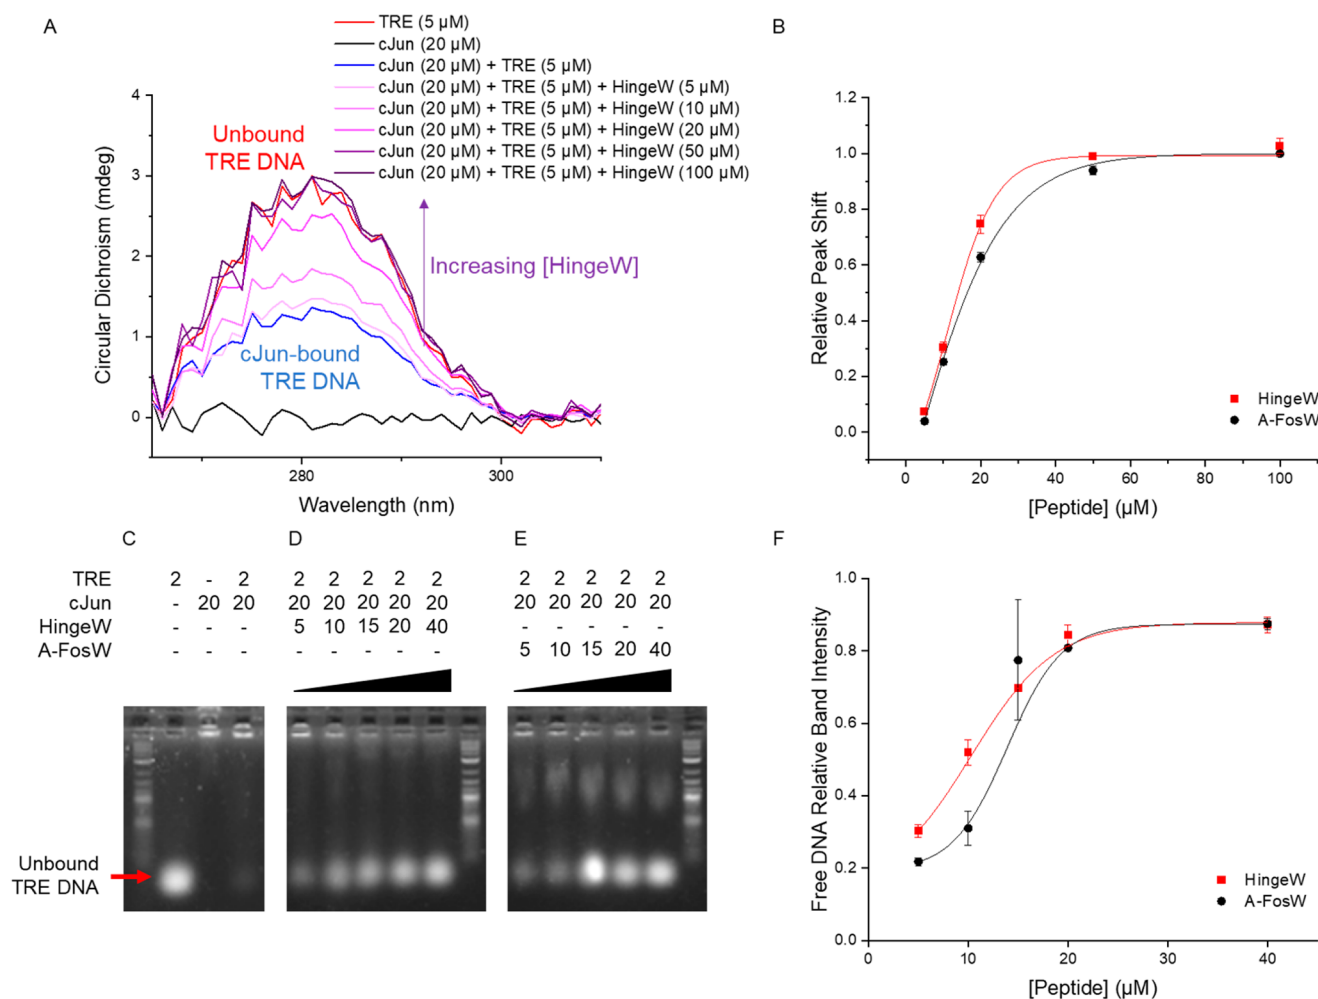 A
TRE (5 µM)
cJun (20 µM)
cJun (20 µM) + TRE (5 µM)
cJun (20 µM) + TRE (5 µM) + HingeW (5 µM)
cJun (20 µM) + TRE (5 µM) + HingeW (10 µM)
cJun (20 µM) + TRE (5 µM) + HingeW (20 µM)
cJun (20 µM) + TRE (5 µM) + HingeW (50 µM)
cJun (20 µM) + TRE (5 µM) + HingeW (100 µM)
4
3
2
1
0
Circular Dichroism (mdeg)
Unbound
TRE DNA
Increasing [HingeW]
cJun-bound
TRE DNA
280 300
Wavelength (nm)
B
1.2
1.0
0.8
0.6
0.4
0.2
0.0
Relative Peak Shift
HingeW
A-FosW
0 20 40 60 80 100
[Peptide] (µM)
C D E
TRE 2 - 2 2 2 2 2 2 2 2 2 2 2
cJun - 20 20 20 20 20 20 20 20 20 20 20 20
HingeW - - - 5 10 15 20 40 - - - - -
A-FosW - - - - - - - - 5 10 15 20 40
Unbound
TRE DNA
F
1.0
0.8
0.6
0.4
0.2
0.0
Free DNA Relative Band Intensity
HingeW
A-FosW
0 10 20 30 40
[Peptide] (µM)